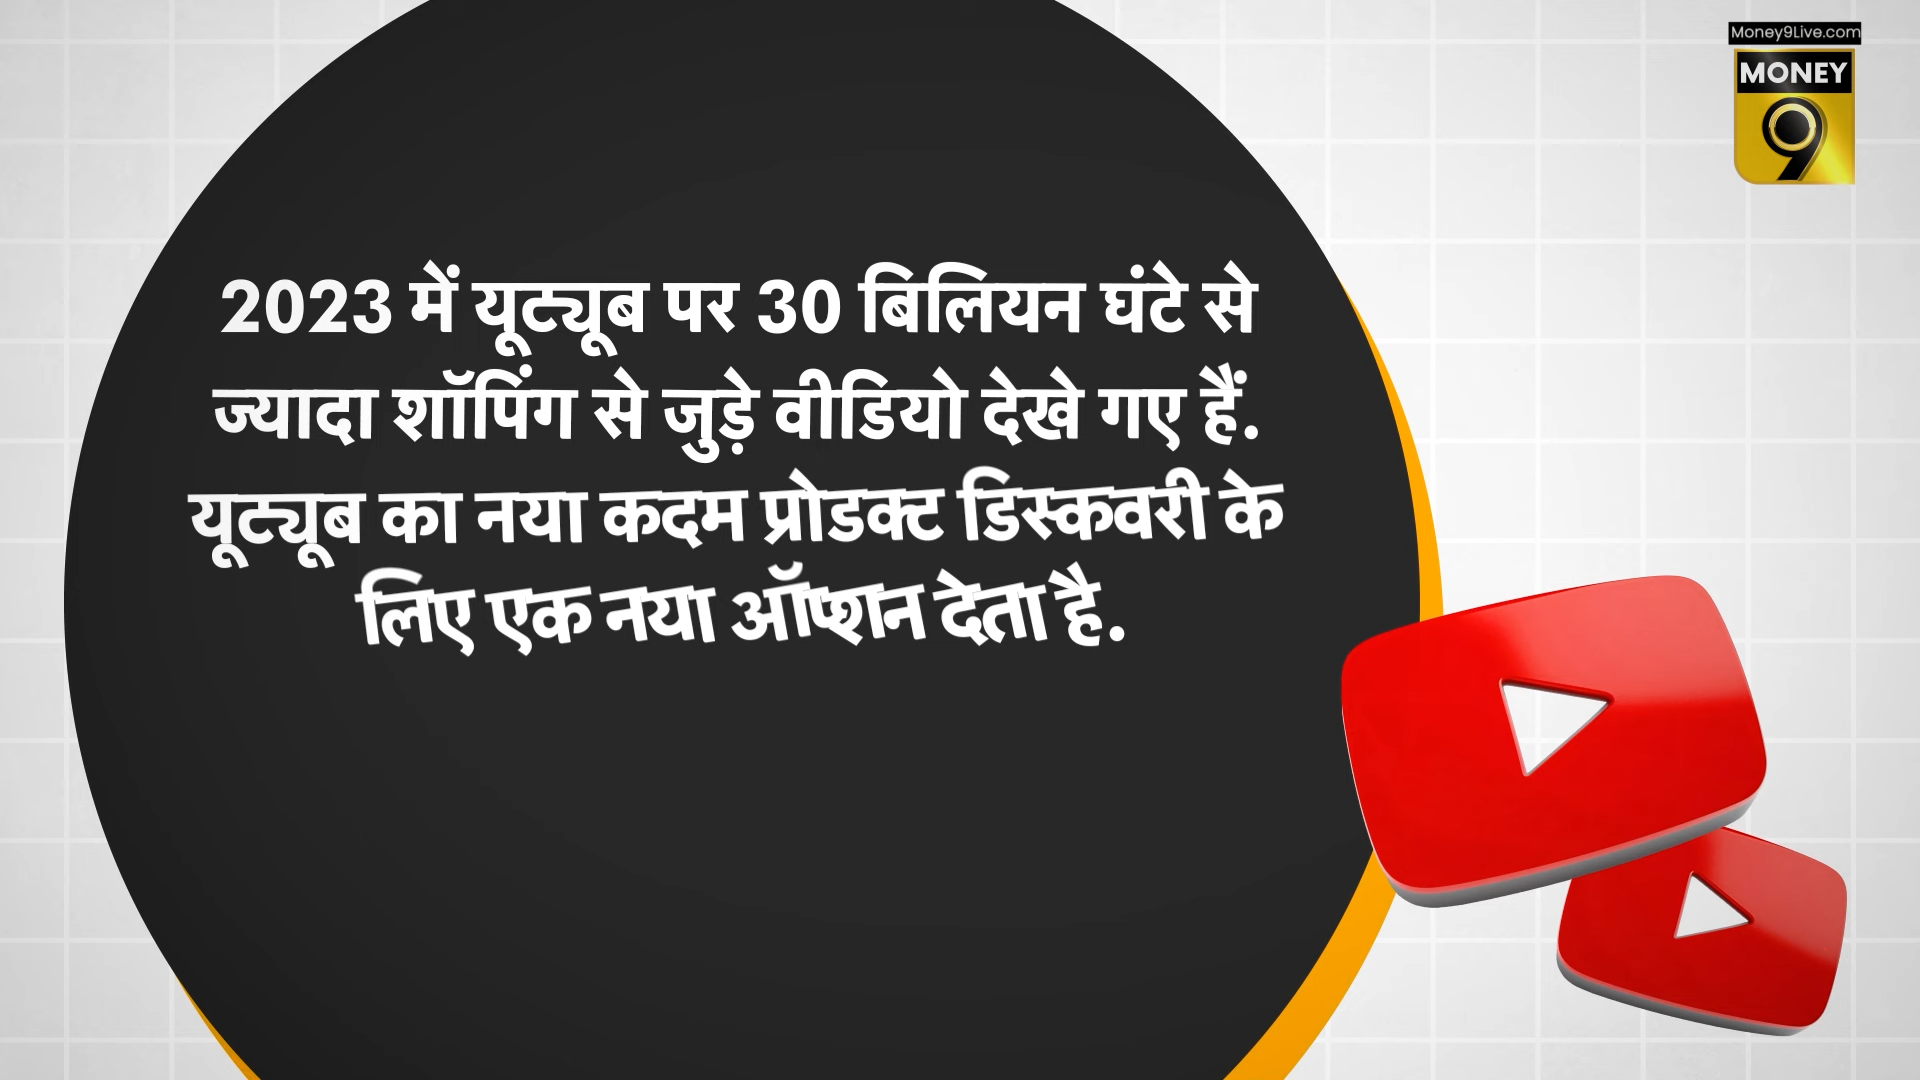 Money9Live.com
MONEY
9
2023 में यूट्यूब पर 30 बिलियन घंटे से
ज्यादा शॉपिंग से जुड़े वीडियो देखे गए हैं.
यूट्यूब का नया कदम प्रोडक्ट डिस्कवरी के
लिए एक नया ऑप्शन देता है.